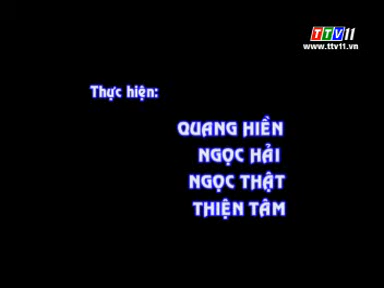 TTV11
www.ttv11.vn
Thực hiện:
QUANG HIỀN
NGỌC HẢI
NGỌC THẬT
THIỆN TÂM